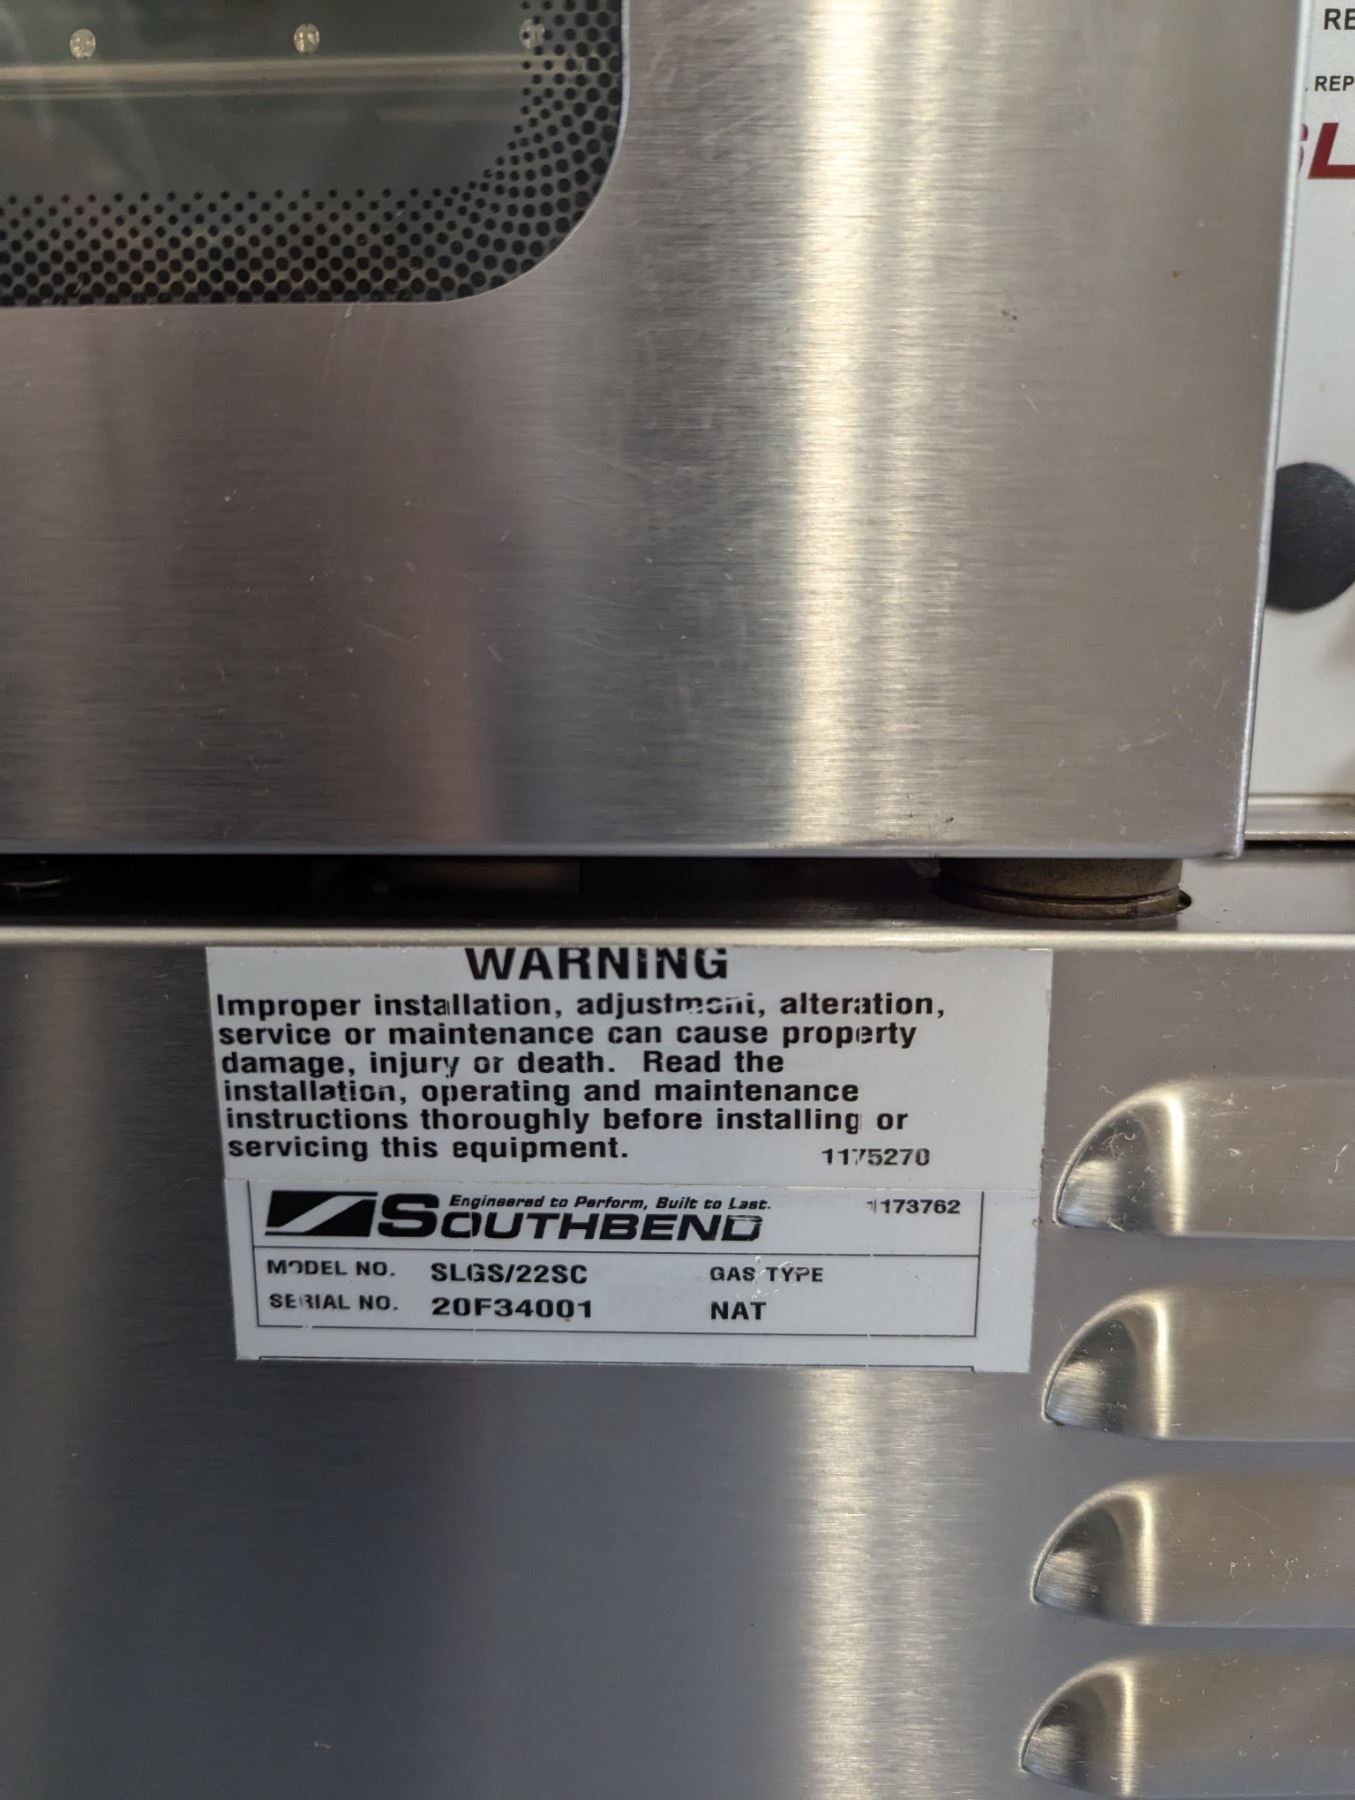 RE
REP
SL
WARNING
Improper installation, adjustment, alteration,
service or maintenance can cause property
damage, injury or death. Read the
installation, operating and maintenance
instructions thoroughly before installing or
servicing this equipment.
1175270
Engineered to Perform, Built to Last.
1173762
SOUTHBEND
MODEL NO. SLGS/22SC GAS TYPE
SERIAL NO. 20F34001 NAT